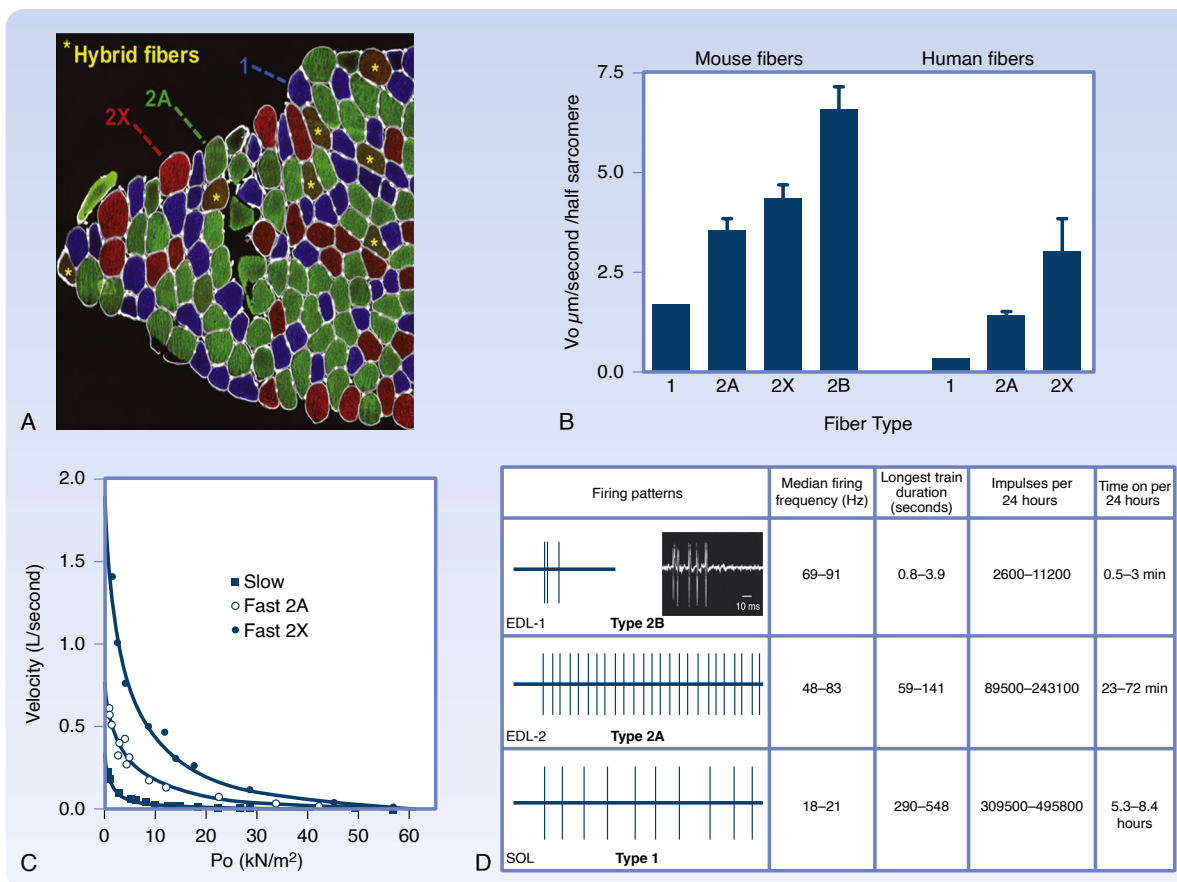 * Hybrid fibers
1
2A
2X
A
Mouse fibers
Human fibers
7.5
5.0
2.5
0.0
Vo µm/second /half sarcomere
1 2A 2X 2B 1 2A 2X
Fiber Type
B
2.0
1.5
1.0
0.5
0.0
Velocity (L/second)
Slow
Fast 2A
Fast 2X
0 10 20 30 40 50 60
Po (kN/m²)
C
Firing patterns
Median firing
frequency (Hz)
Longest train
duration
(seconds)
Impulses per
24 hours
Time on per
24 hours
10 ms
EDL-1 Type 2B
69–91
0.8–3.9
2600–11200
0.5–3 min
EDL-2 Type 2A
48–83
59–141
89500–243100
23–72 min
SOL Type 1
18–21
290–548
309500–495800
5.3–8.4
hours
D